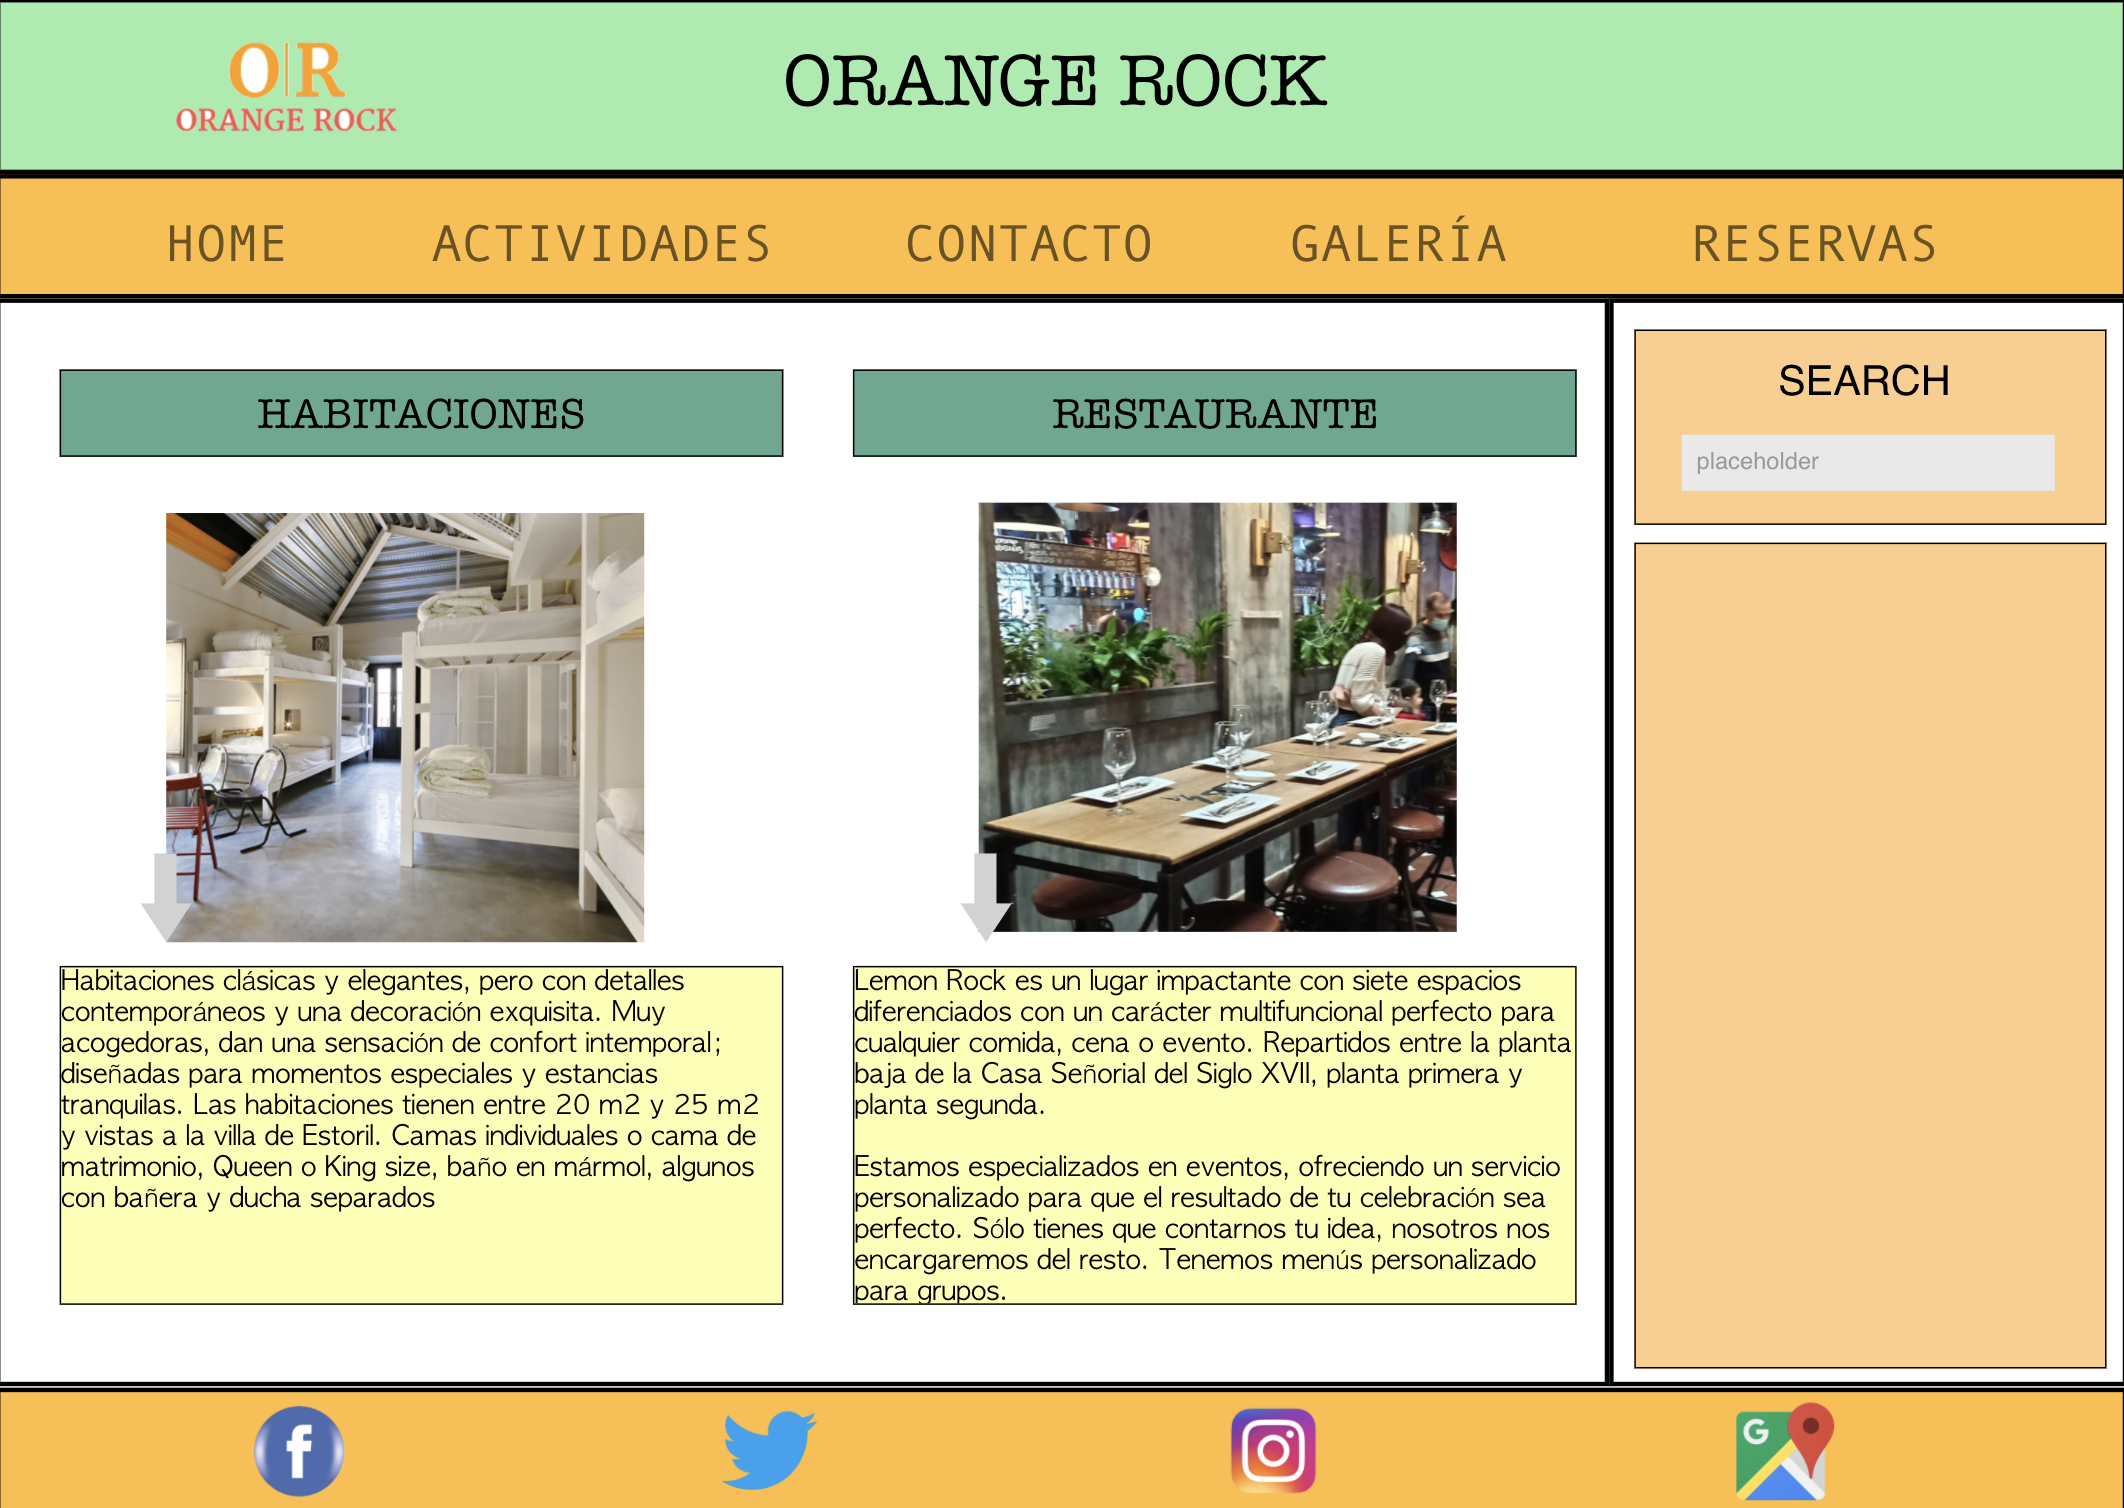 O|R
ORANGE ROCK
ORANGE ROCK
HOME ACTIVIDADES CONTACTO GALERÍA RESERVAS
HABITACIONES
Habitaciones clásicas y elegantes, pero con detalles
contemporáneos y una decoración exquisita. Muy
acogedoras, dan una sensación de confort intemporal;
diseñadas para momentos especiales y estancias
tranquilas. Las habitaciones tienen entre 20 m2 y 25 m2
y vistas a la villa de Estoril. Camas individuales o cama de
matrimonio, Queen o King size, baño en mármol, algunos
con bañera y ducha separados
RESTAURANTE
Lemon Rock es un lugar impactante con siete espacios
diferenciados con un carácter multifuncional perfecto para
cualquier comida, cena o evento. Repartidos entre la planta
baja de la Casa Señorial del Siglo XVII, planta primera y
planta segunda.
Estamos especializados en eventos, ofreciendo un servicio
personalizado para que el resultado de tu celebración sea
perfecto. Sólo tienes que contarnos tu idea, nosotros nos
encargaremos del resto. Tenemos menús personalizado
para grupos.
SEARCH
placeholder
f
G